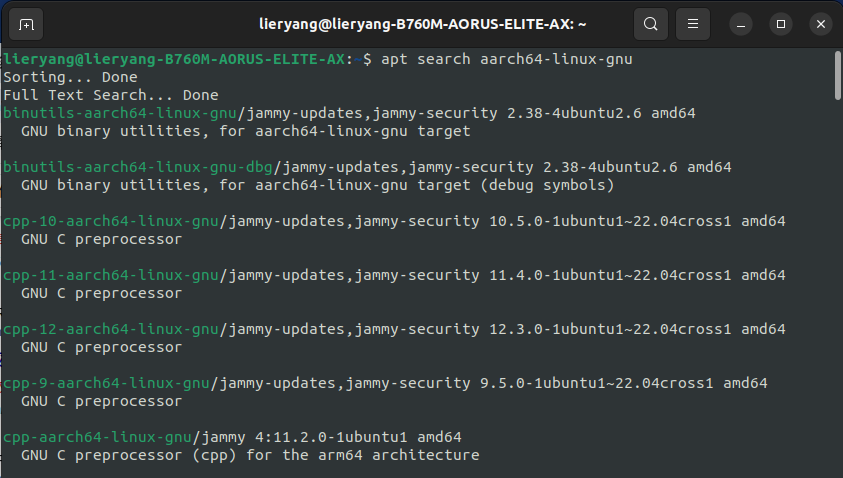 lieryang@lieryang-B760M-AORUS-ELITE-AX: ~
lieryang@lieryang-B760M-AORUS-ELITE-AX:~$ apt search aarch64-linux-gnu
Sorting... Done
Full Text Search... Done
binutils-aarch64-linux-gnu/jammy-updates,jammy-security 2.38-4ubuntu2.6 amd64
  GNU binary utilities, for aarch64-linux-gnu target
binutils-aarch64-linux-gnu-dbg/jammy-updates,jammy-security 2.38-4ubuntu2.6 amd64
  GNU binary utilities, for aarch64-linux-gnu target (debug symbols)
cpp-10-aarch64-linux-gnu/jammy-updates,jammy-security 10.5.0-1ubuntu1~22.04cross1 amd64
  GNU C preprocessor
cpp-11-aarch64-linux-gnu/jammy-updates,jammy-security 11.4.0-1ubuntu1~22.04cross1 amd64
  GNU C preprocessor
cpp-12-aarch64-linux-gnu/jammy-updates,jammy-security 12.3.0-1ubuntu1~22.04cross1 amd64
  GNU C preprocessor
cpp-9-aarch64-linux-gnu/jammy-updates,jammy-security 9.5.0-1ubuntu1~22.04cross1 amd64
  GNU C preprocessor
cpp-aarch64-linux-gnu/jammy 4:11.2.0-1ubuntu1 amd64
  GNU C preprocessor (cpp) for the arm64 architecture